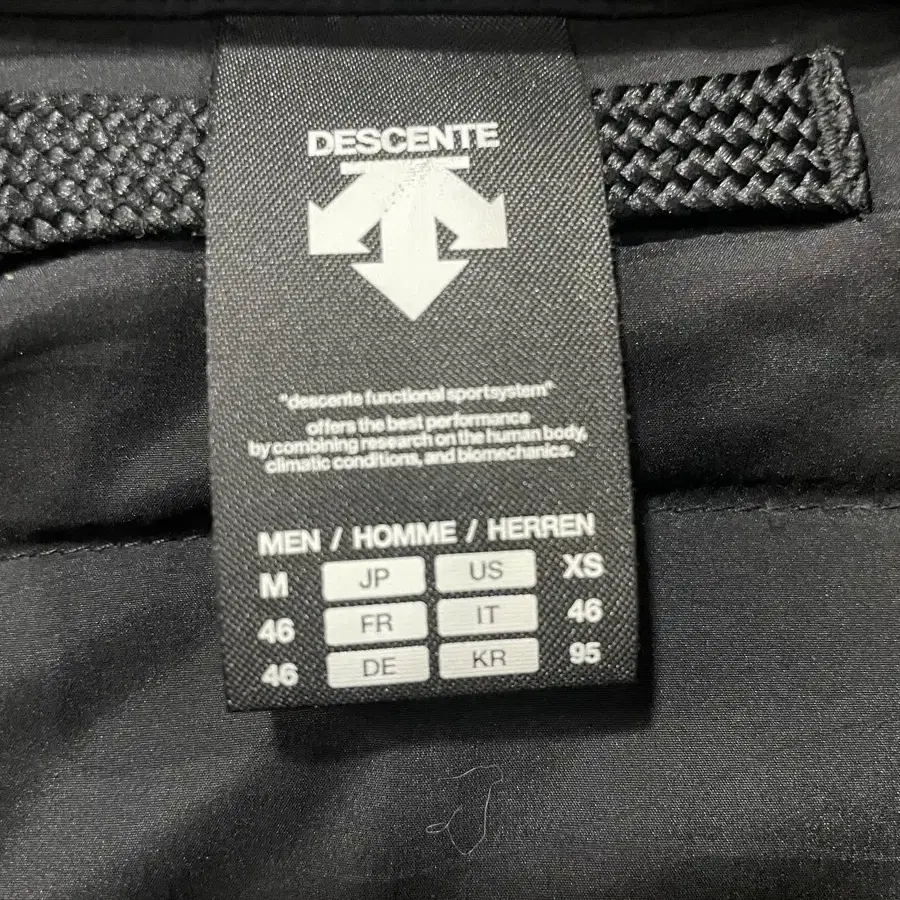 DESCENTE
"descente functional sportsystem"
offers the best performance
by combining research on the human body,
climatic conditions, and biomechanics.
MEN / HOMME / HERREN
M JP US XS
46 FR IT 46
46 DE KR 95